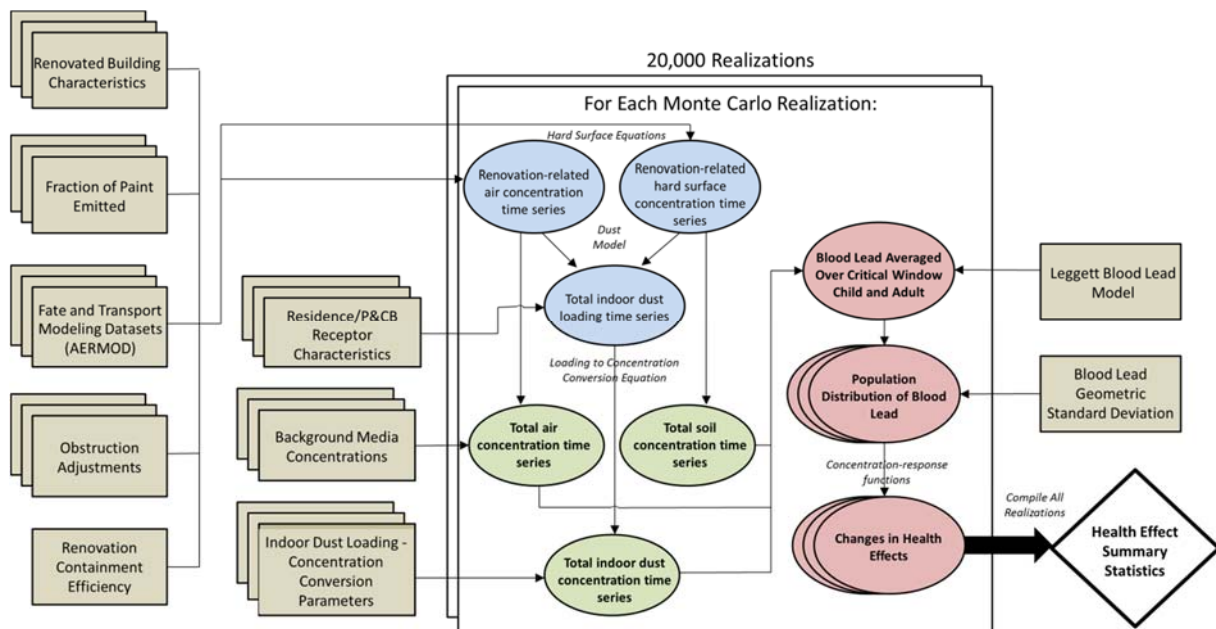 20,000 Realizations
For Each Monte Carlo Realization:
Renovated Building
Characteristics
Fraction of Paint
Emitted
Fate and Transport
Modeling Datasets
(AERMOD)
Obstruction
Adjustments
Renovation
Containment
Efficiency
Residence/P&CB
Receptor
Characteristics
Background Media
Concentrations
Indoor Dust Loading -
Concentration
Conversion
Parameters
Hard Surface Equations
Renovation-related
air concentration
time series
Renovation-related
hard surface
concentration time
series
Dust
Model
Total indoor dust
loading time series
Loading to Concentration
Conversion Equation
Total air
concentration time
series
Total soil
concentration time
series
Total indoor dust
concentration time
series
Blood Lead Averaged
Over Critical Window
Child and Adult
Population
Distribution of Blood
Lead
Concentration-response
functions
Changes in Health
Effects
Leggett Blood Lead
Model
Blood Lead
Geometric
Standard Deviation
Compile All
Realizations
Health Effect
Summary
Statistics